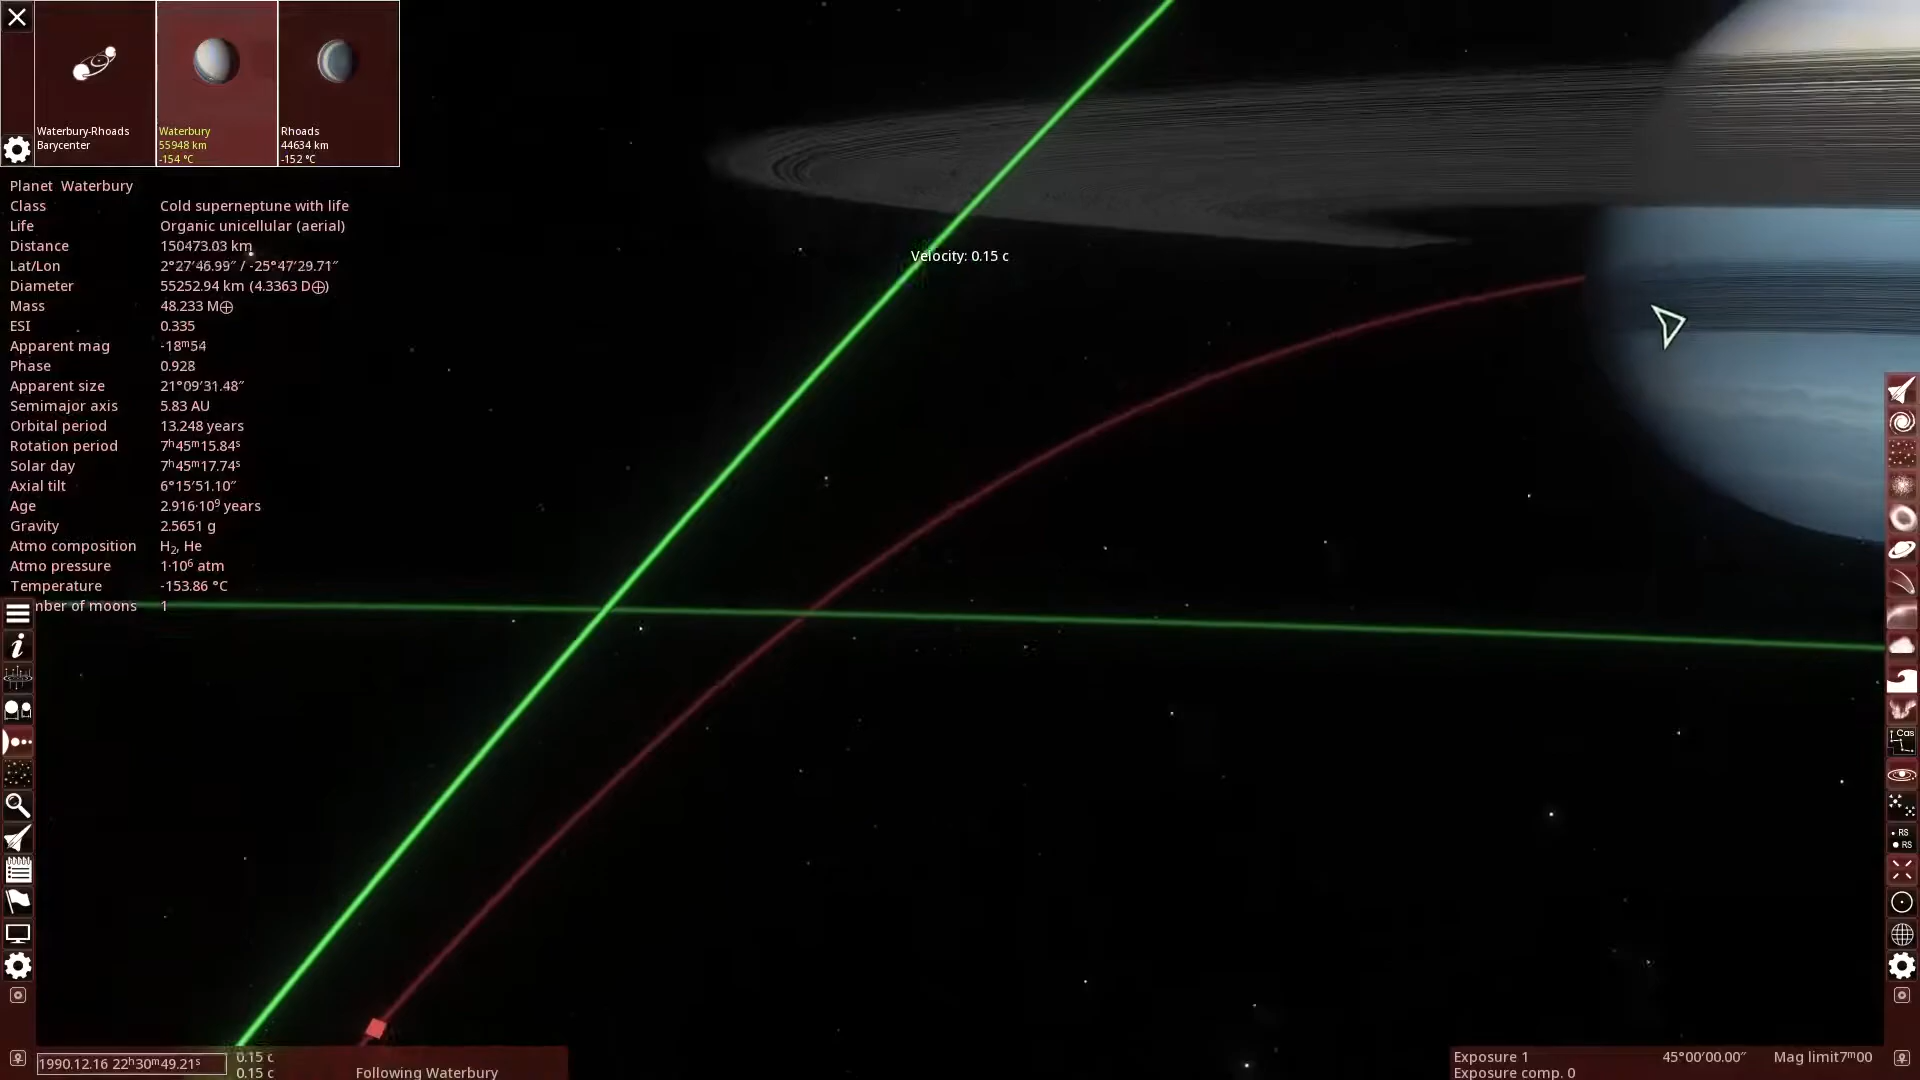 Waterbury-Rhoads
Barycenter
Waterbury
55948 km
-154 °C
Rhoads
44634 km
-152 °C
Planet Waterbury
Class Cold superneptune with life
Life Organic unicellular (aerial)
Distance 150473.03 km
Lat/Lon 2°27′46.99″ / -25°47′29.71″
Diameter 55252.94 km (4.3363 D⊕)
Mass 48.233 M⊕
ESI 0.335
Apparent mag -18ᵐ54
Phase 0.928
Apparent size 21°09′31.48″
Semimajor axis 5.83 AU
Orbital period 13.248 years
Rotation period 7ʰ45ᵐ15.84ˢ
Solar day 7ʰ45ᵐ17.74ˢ
Axial tilt 6°15′51.10″
Age 2.916·10⁹ years
Gravity 2.5651 g
Atmo composition H₂, He
Atmo pressure 1·10⁶ atm
Temperature -153.86 °C
mber of moons 1
Velocity: 0.15 c
Cas
RS
RS
1990.12.16 22ʰ30ᵐ49.21ˢ
0.15 c
0.15 c
Following Waterbury
Exposure 1
45°00′00.00″
Mag limit7ᵐ00
Exposure comp. 0